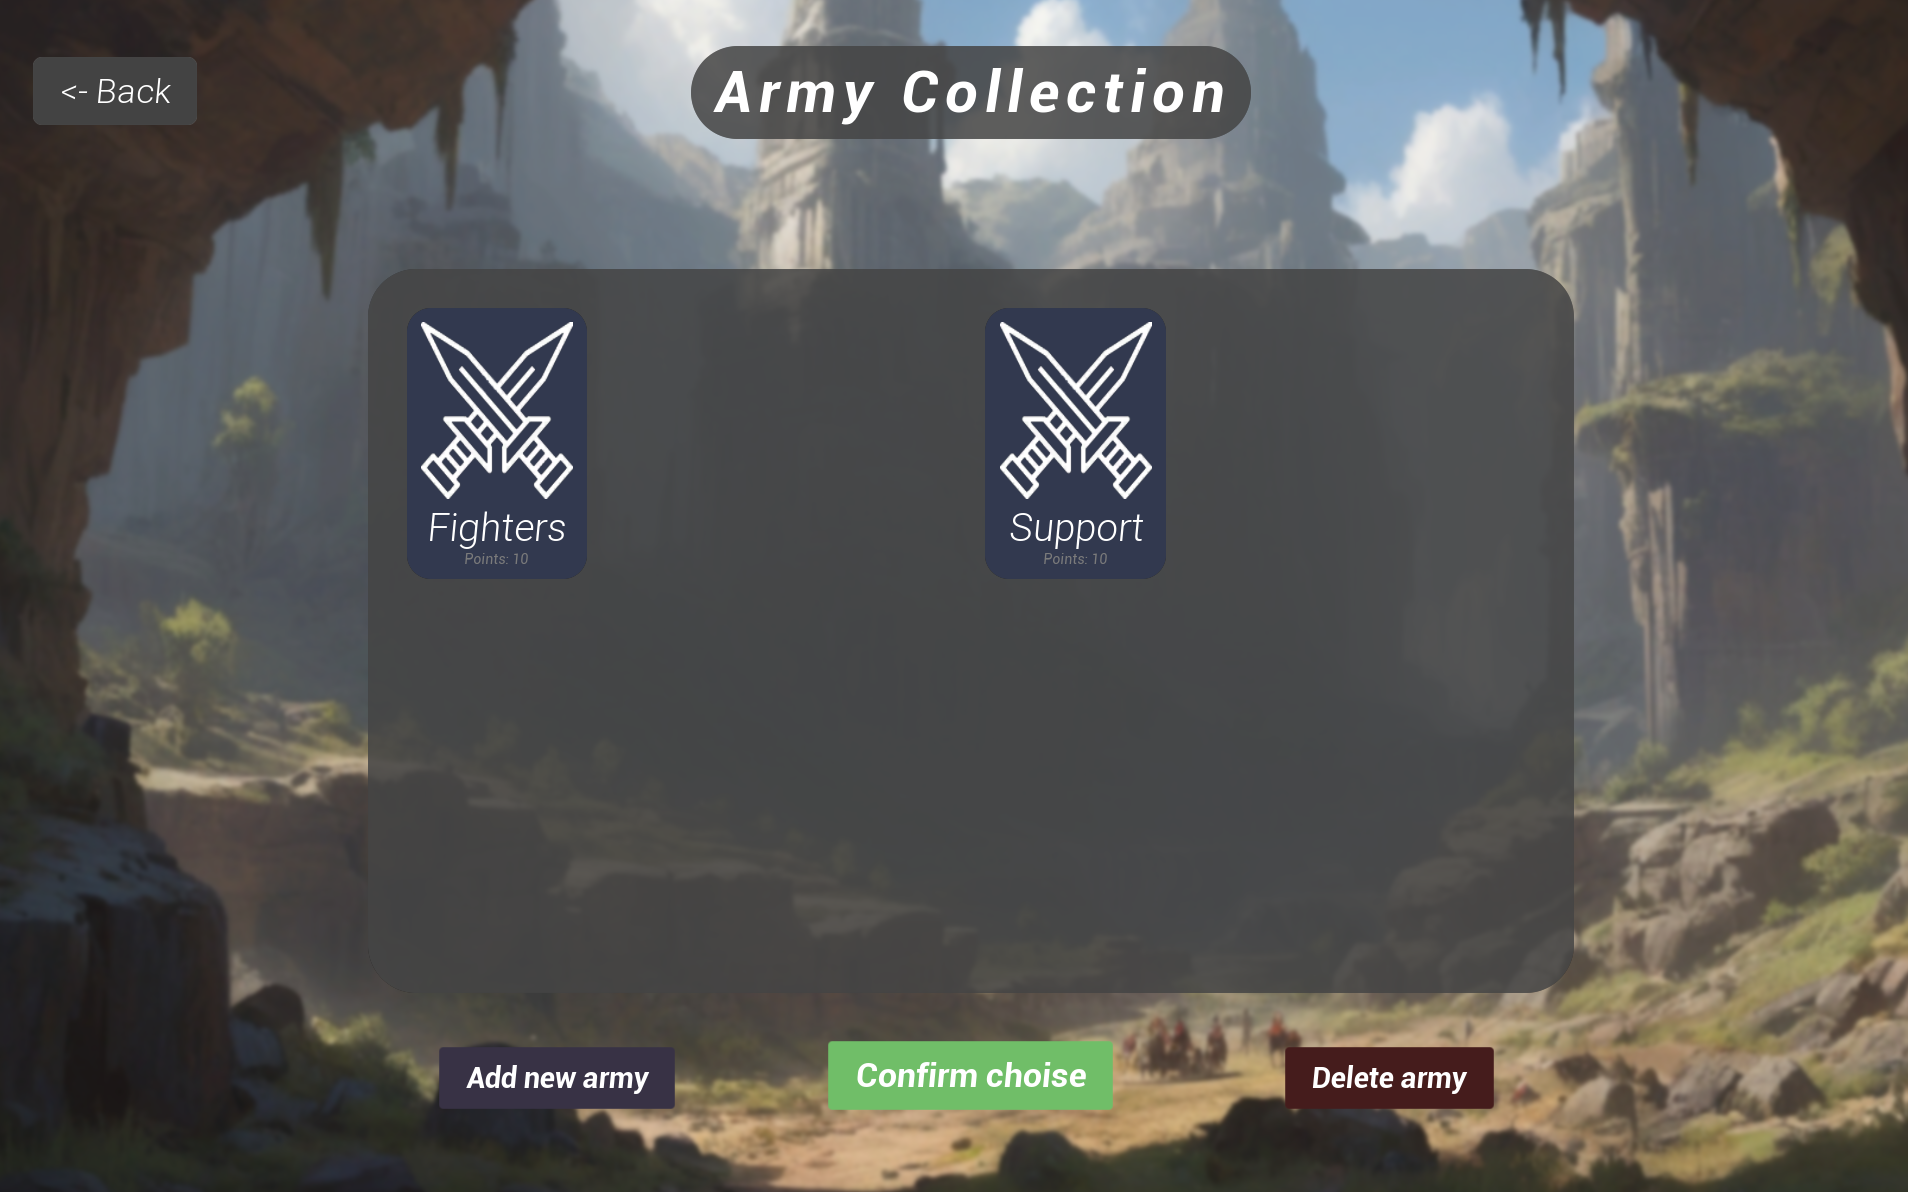 <- Back
Army Collection
Fighters
Points: 10
Support
Points: 10
Add new army
Confirm choise
Delete army